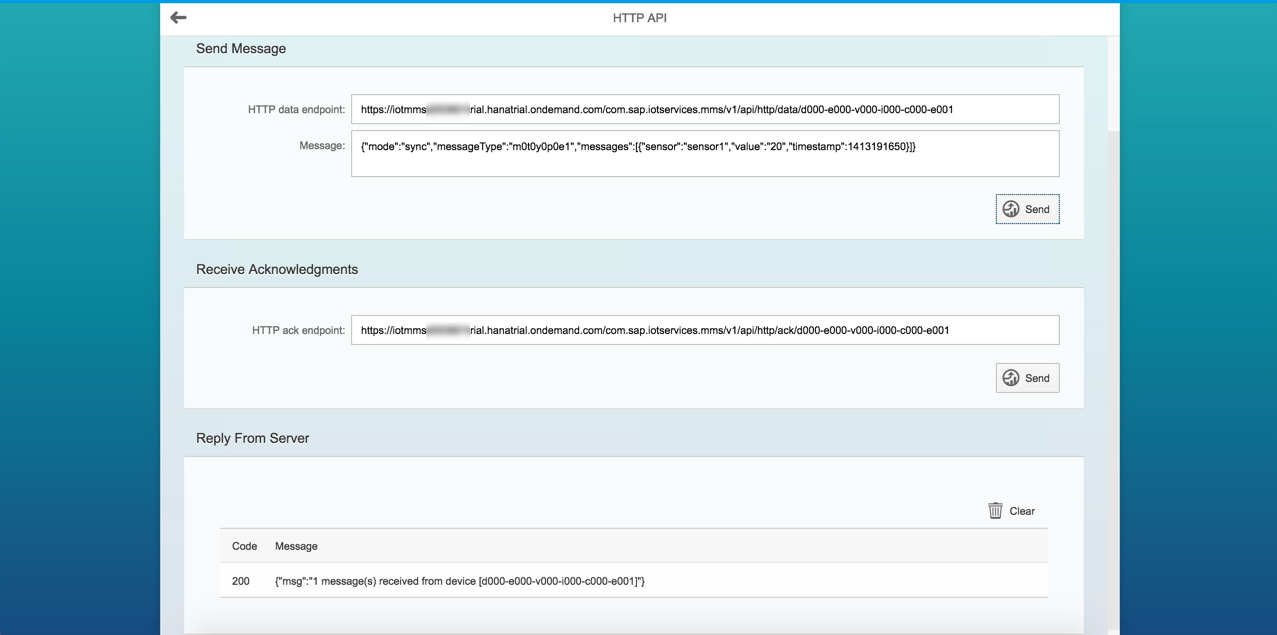 HTTP API
Send Message
HTTP data endpoint: https://iotmms rial.hanatrial.ondemand.com/com.sap.iotservices.mms/v1/api/http/data/d000-e000-v000-i000-c000-e001
Message: {"mode":"sync","messageType":"m0t0y0p0e1","messages":[{"sensor":"sensor1","value":"20","timestamp":1413191650}]}
Send
Receive Acknowledgments
HTTP ack endpoint: https://iotmms rial.hanatrial.ondemand.com/com.sap.iotservices.mms/v1/api/http/ack/d000-e000-v000-i000-c000-e001
Send
Reply From Server
Clear
Code Message
200 {"msg":"1 message(s) received from device [d000-e000-v000-i000-c000-e001]"}